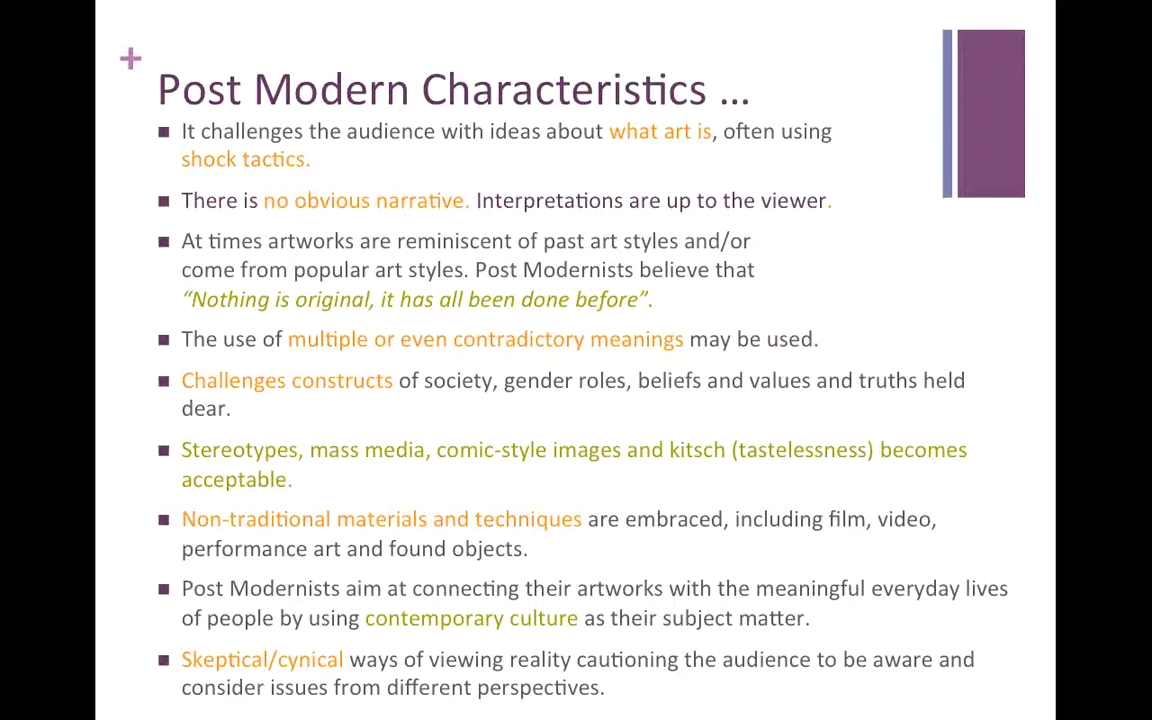 +
Post Modern Characteristics ...
■ It challenges the audience with ideas about what art is, often using
shock tactics.
■ There is no obvious narrative. Interpretations are up to the viewer.
■ At times artworks are reminiscent of past art styles and/or
come from popular art styles. Post Modernists believe that
“Nothing is original, it has all been done before”.
■ The use of multiple or even contradictory meanings may be used.
■ Challenges constructs of society, gender roles, beliefs and values and truths held
dear.
■ Stereotypes, mass media, comic-style images and kitsch (tastelessness) becomes
acceptable.
■ Non-traditional materials and techniques are embraced, including film, video,
performance art and found objects.
■ Post Modernists aim at connecting their artworks with the meaningful everyday lives
of people by using contemporary culture as their subject matter.
■ Skeptical/cynical ways of viewing reality cautioning the audience to be aware and
consider issues from different perspectives.